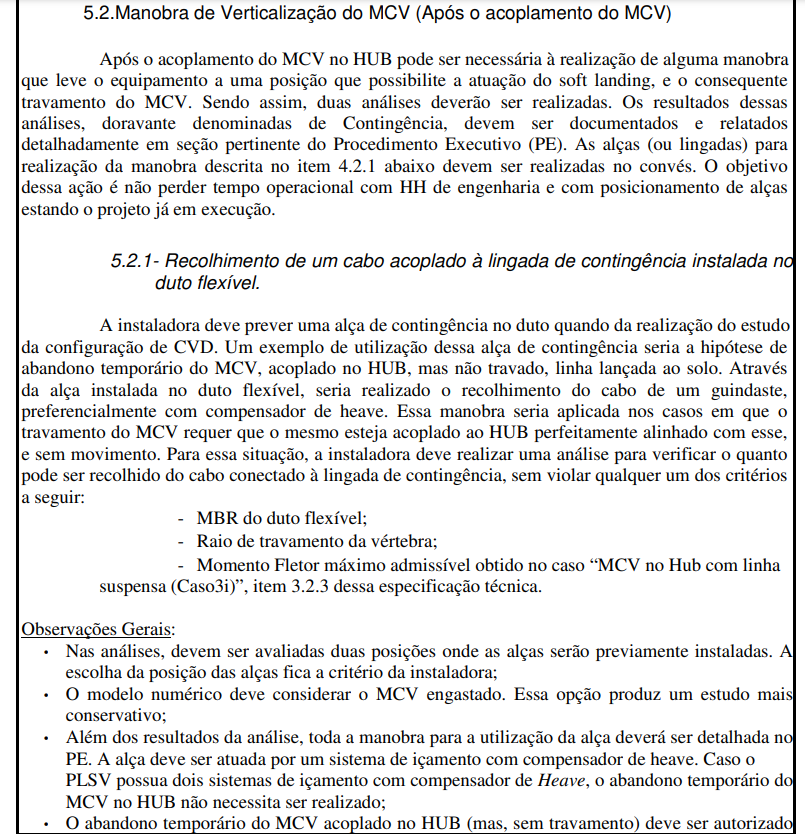 5.2.Manobra de Verticalização do MCV (Após o acoplamento do MCV)
Após o acoplamento do MCV no HUB pode ser necessária à realização de alguma manobra
que leve o equipamento a uma posição que possibilite a atuação do soft landing, e o consequente
travamento do MCV. Sendo assim, duas análises deverão ser realizadas. Os resultados dessas
análises, doravante denominadas de Contingência, devem ser documentados e relatados
detalhadamente em seção pertinente do Procedimento Executivo (PE). As alças (ou lingadas) para
realização da manobra descrita no item 4.2.1 abaixo devem ser realizadas no convés. O objetivo
dessa ação é não perder tempo operacional com HH de engenharia e com posicionamento de alças
estando o projeto já em execução.
5.2.1- Recolhimento de um cabo acoplado à lingada de contingência instalada no
duto flexível.
A instaladora deve prever uma alça de contingência no duto quando da realização do estudo
da configuração de CVD. Um exemplo de utilização dessa alça de contingência seria a hipótese de
abandono temporário do MCV, acoplado no HUB, mas não travado, linha lançada ao solo. Através
da alça instalada no duto flexível, seria realizado o recolhimento do cabo de um guindaste,
preferencialmente com compensador de heave. Essa manobra seria aplicada nos casos em que o
travamento do MCV requer que o mesmo esteja acoplado ao HUB perfeitamente alinhado com esse,
e sem movimento. Para essa situação, a instaladora deve realizar uma análise para verificar o quanto
pode ser recolhido do cabo conectado à lingada de contingência, sem violar qualquer um dos critérios
a seguir:
- MBR do duto flexível;
- Raio de travamento da vértebra;
- Momento Fletor máximo admissível obtido no caso “MCV no Hub com linha
suspensa (Caso3i)”, item 3.2.3 dessa especificação técnica.
Observações Gerais:
• Nas análises, devem ser avaliadas duas posições onde as alças serão previamente instaladas. A
escolha da posição das alças fica a critério da instaladora;
• O modelo numérico deve considerar o MCV engastado. Essa opção produz um estudo mais
conservativo;
• Além dos resultados da análise, toda a manobra para a utilização da alça deverá ser detalhada no
PE. A alça deve ser atuada por um sistema de içamento com compensador de heave. Caso o
PLSV possua dois sistemas de içamento com compensador de Heave, o abandono temporário do
MCV no HUB não necessita ser realizado;
• O abandono temporário do MCV acoplado no HUB (mas, sem travamento) deve ser autorizado